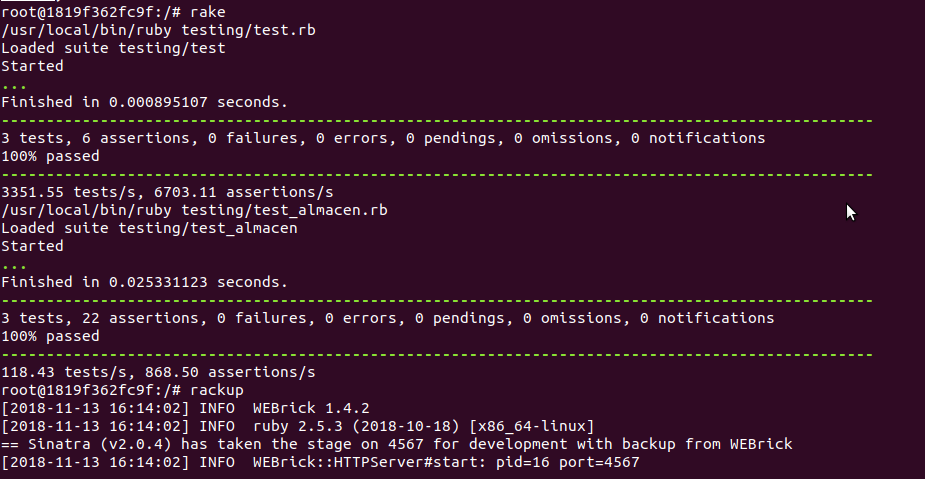 root@1819f362fc9f:/# rake
/usr/local/bin/ruby testing/test.rb
Loaded suite testing/test
Started
...
Finished in 0.000895107 seconds.
-------------------------------------------------------------------------------------------------
3 tests, 6 assertions, 0 failures, 0 errors, 0 pendings, 0 omissions, 0 notifications
100% passed
-------------------------------------------------------------------------------------------------
3351.55 tests/s, 6703.11 assertions/s
/usr/local/bin/ruby testing/test_almacen.rb
Loaded suite testing/test_almacen
Started
...
Finished in 0.025331123 seconds.
-------------------------------------------------------------------------------------------------
3 tests, 22 assertions, 0 failures, 0 errors, 0 pendings, 0 omissions, 0 notifications
100% passed
-------------------------------------------------------------------------------------------------
118.43 tests/s, 868.50 assertions/s
root@1819f362fc9f:/# rackup
[2018-11-13 16:14:02] INFO  WEBrick 1.4.2
[2018-11-13 16:14:02] INFO  ruby 2.5.3 (2018-10-18) [x86_64-linux]
== Sinatra (v2.0.4) has taken the stage on 4567 for development with backup from WEBrick
[2018-11-13 16:14:02] INFO  WEBrick::HTTPServer#start: pid=16 port=4567